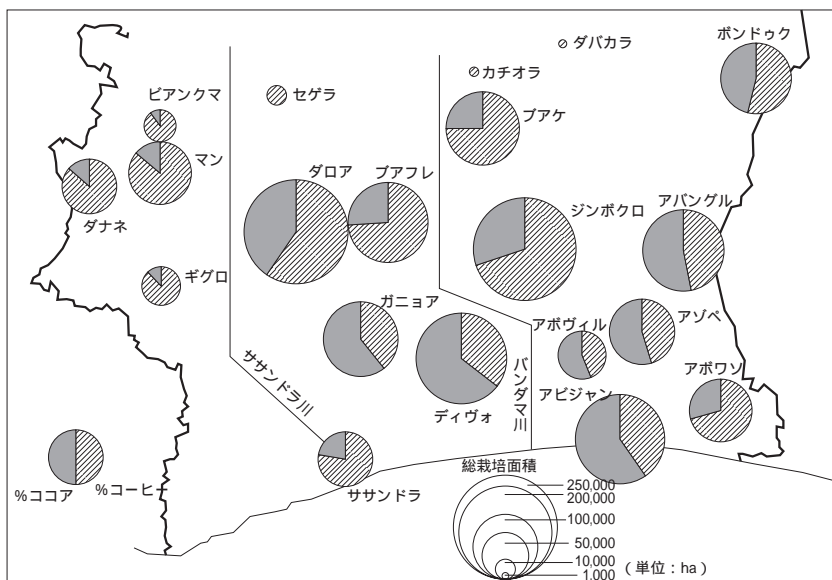 ボンドゥク
ダバカラ
カチオラ
セゲラ
ビアンクマ
ブアケ
マン
ダロア
ブアフレ
ジンボクロ
アバングル
ダナネ
ギグロ
ガニョア
アボヴィル
アゾペ
ササンドラ川
バンダマ川
アボワソ
ディヴォ
アビジャン
総栽培面積
%ココア
%コーヒー
ササンドラ
250,000
200,000
100,000
50,000
10,000
1,000
（単位：ha）